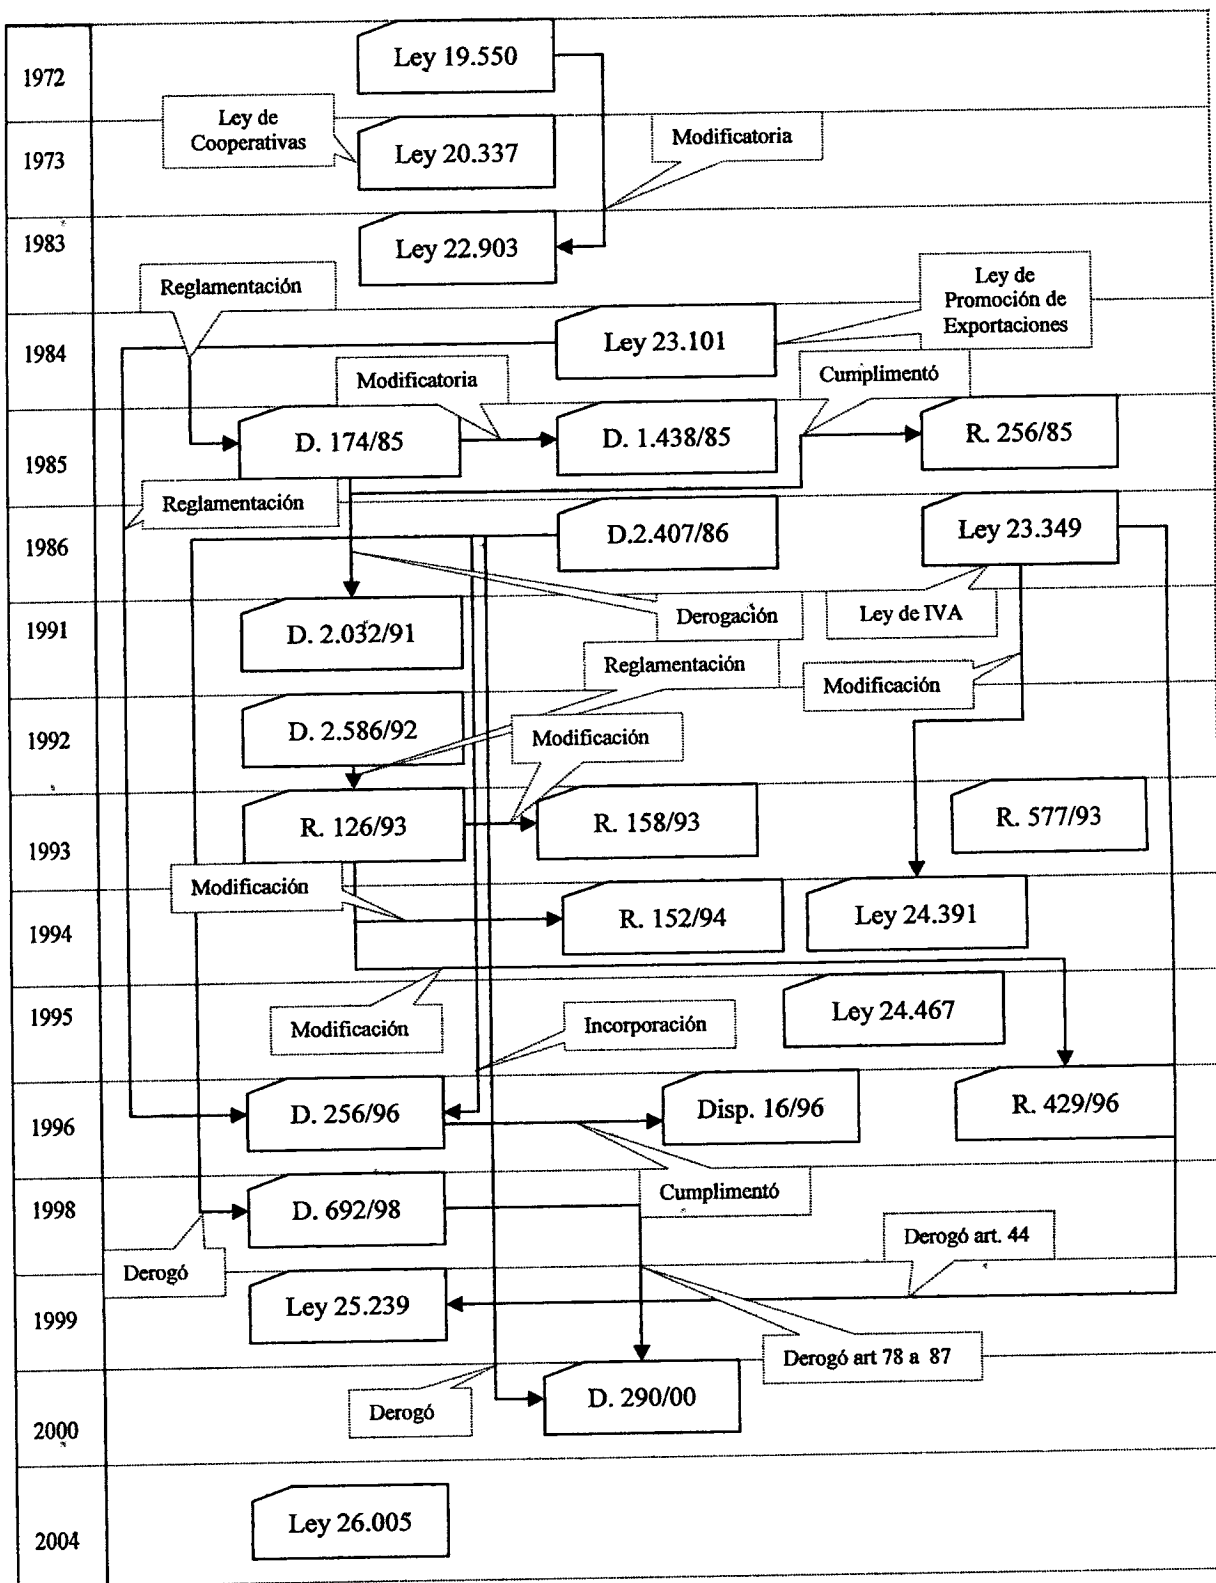 1972
Ley 19.550
Ley de
Cooperativas
1973
Ley 20.337
Modificatoria
1983
Ley 22.903
Reglamentación
Ley de
Promoción de
Exportaciones
1984
Ley 23.101
Modificatoria
Cumplimentó
1985
D. 174/85
D. 1.438/85
R. 256/85
Reglamentación
1986
D.2.407/86
Ley 23.349
1991
D. 2.032/91
Derogación
Ley de IVA
Reglamentación
Modificación
1992
D. 2.586/92
Modificación
1993
R. 126/93
R. 158/93
R. 577/93
Modificación
1994
R. 152/94
Ley 24.391
1995
Modificación
Incorporación
Ley 24.467
1996
D. 256/96
Disp. 16/96
R. 429/96
1998
D. 692/98
Cumplimentó
Derogó
Derogó art. 44
1999
Ley 25.239
Derogó art 78 a 87
2000
Derogó
D. 290/00
2004
Ley 26.005